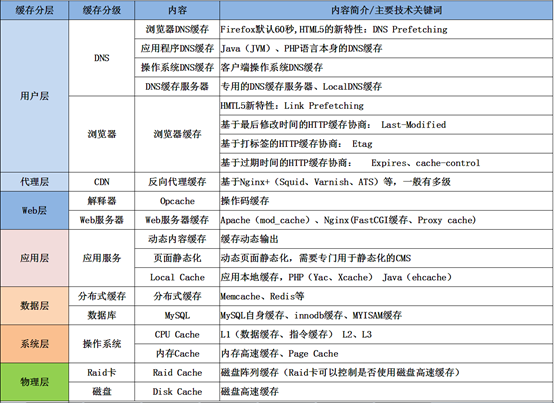 缓存分层 缓存分级 内容 内容简介/主要技术关键词
用户层 DNS 浏览器DNS缓存 Firefox默认60秒,HTML5的新特性: DNS Prefetching
应用程序DNS缓存 Java(JVM)、PHP语言本身的DNS缓存
操作系统DNS缓存 客户端操作系统DNS缓存
DNS缓存服务器 专用的DNS缓存服务器、LocalDNS缓存
浏览器 浏览器缓存 HMTL5新特性: Link Prefetching
基于最后修改时间的HTTP缓存协商: Last-Modified
基于打标签的HTTP缓存协商: Etag
基于过期时间的HTTP缓存协商: Expires、cache-control
代理层 CDN 反向代理缓存 基于Nginx+(Squid、Varnish、ATS)等,一般有多级
Web层 解释器 Opcache 操作码缓存
Web服务器 Web服务器缓存 Apache(mod_cache)、Nginx(FastCGI缓存、Proxy cache)
应用层 应用服务 动态内容缓存 缓存动态输出
页面静态化 动态页面静态化,需要专门用于静态化的CMS
Local Cache 应用本地缓存,PHP(Yac、Xcache) Java(ehcache)
数据层 分布式缓存 分布式缓存 Memcache、Redis等
数据库 MySQL MySQL自身缓存、innodb缓存、MYISAM缓存
系统层 操作系统 CPU Cache L1(数据缓存、指令缓存) L2、L3
内存Cache 内存高速缓存、Page Cache
物理层 Raid卡 Raid Cache 磁盘阵列缓存(Raid卡可以控制是否使用磁盘高速缓存)
磁盘 Disk Cache 磁盘高速缓存